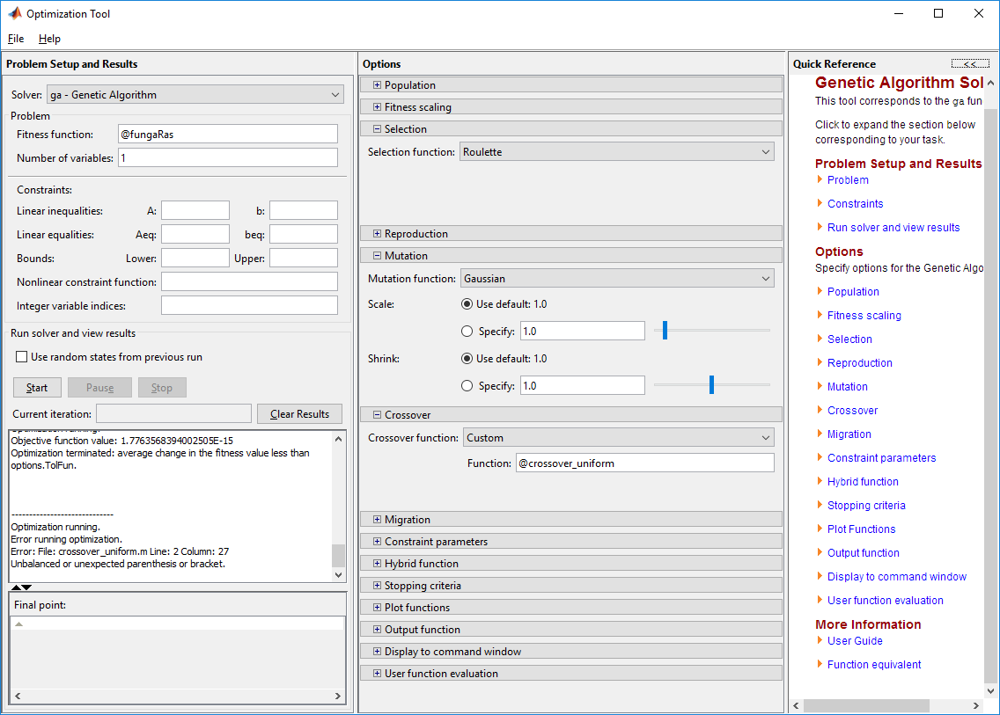 Optimization Tool
File Help
Problem Setup and Results
Solver: ga - Genetic Algorithm
Problem
Fitness function: @fungaRas
Number of variables: 1
Constraints:
Linear inequalities: A: b:
Linear equalities: Aeq: beq:
Bounds: Lower: Upper:
Nonlinear constraint function:
Integer variable indices:
Run solver and view results
Use random states from previous run
Start Pause Stop
Current iteration: Clear Results
Optimization running.
Objective function value: 1.7763568394002505E-15
Optimization terminated: average change in the fitness value less than
options.TolFun.
-----------------------------
Optimization running.
Error running optimization.
Error: File: crossover_uniform.m Line: 2 Column: 27
Unbalanced or unexpected parenthesis or bracket.
Final point:
Options
Population
Fitness scaling
Selection
Selection function: Roulette
Reproduction
Mutation
Mutation function: Gaussian
Scale: Use default: 1.0
Specify: 1.0
Shrink: Use default: 1.0
Specify: 1.0
Crossover
Crossover function: Custom
Function: @crossover_uniform
Migration
Constraint parameters
Hybrid function
Stopping criteria
Plot functions
Output function
Display to command window
User function evaluation
Quick Reference <<
Genetic Algorithm Sol
This tool corresponds to the ga fun
Click to expand the section below
corresponding to your task.
Problem Setup and Results
Problem
Constraints
Run solver and view results
Options
Specify options for the Genetic Algo
Population
Fitness scaling
Selection
Reproduction
Mutation
Crossover
Migration
Constraint parameters
Hybrid function
Stopping criteria
Plot Functions
Output function
Display to command window
User function evaluation
More Information
User Guide
Function equivalent